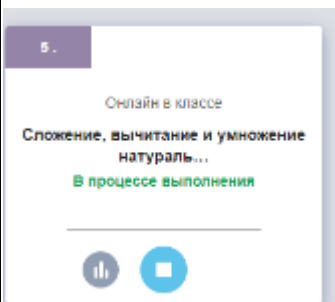 5.
Онлайн в классе
Сложение, вычитание и умножение
натураль...
В процессе выполнения